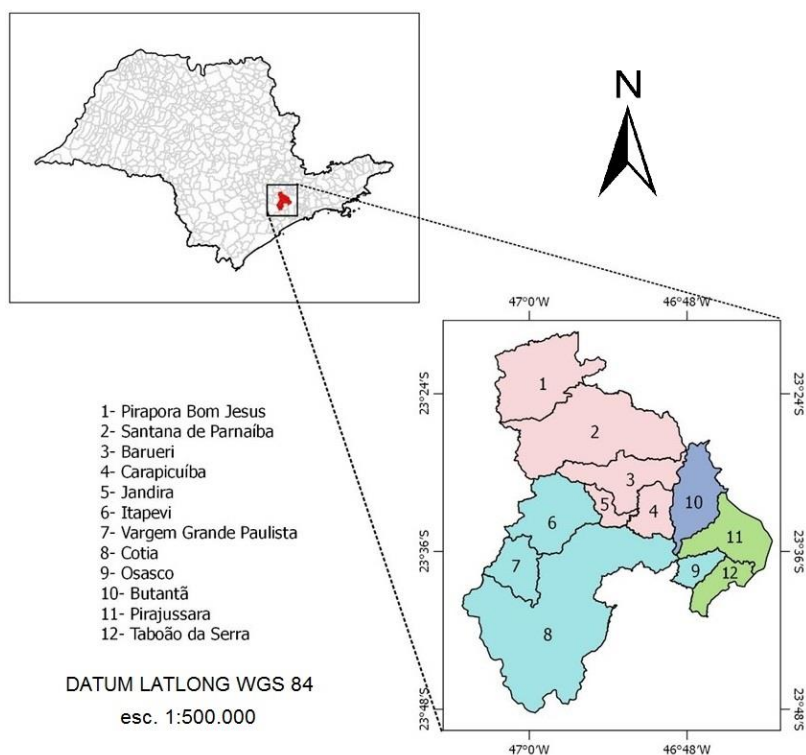 N
47°0'W
46°48'W
23°24'S
23°24'S
1
2
3
4
5
6
7
8
9
10
11
12
23°36'S
23°36'S
23°48'S
23°48'S
47°0'W
46°48'W
1- Pirapora Bom Jesus
2- Santana de Parnaíba
3- Barueri
4- Carapicuíba
5- Jandira
6- Itapevi
7- Vargem Grande Paulista
8- Cotia
9- Osasco
10- Butantã
11- Pirajussara
12- Taboão da Serra
DATUM LATLONG WGS 84
esc. 1:500.000